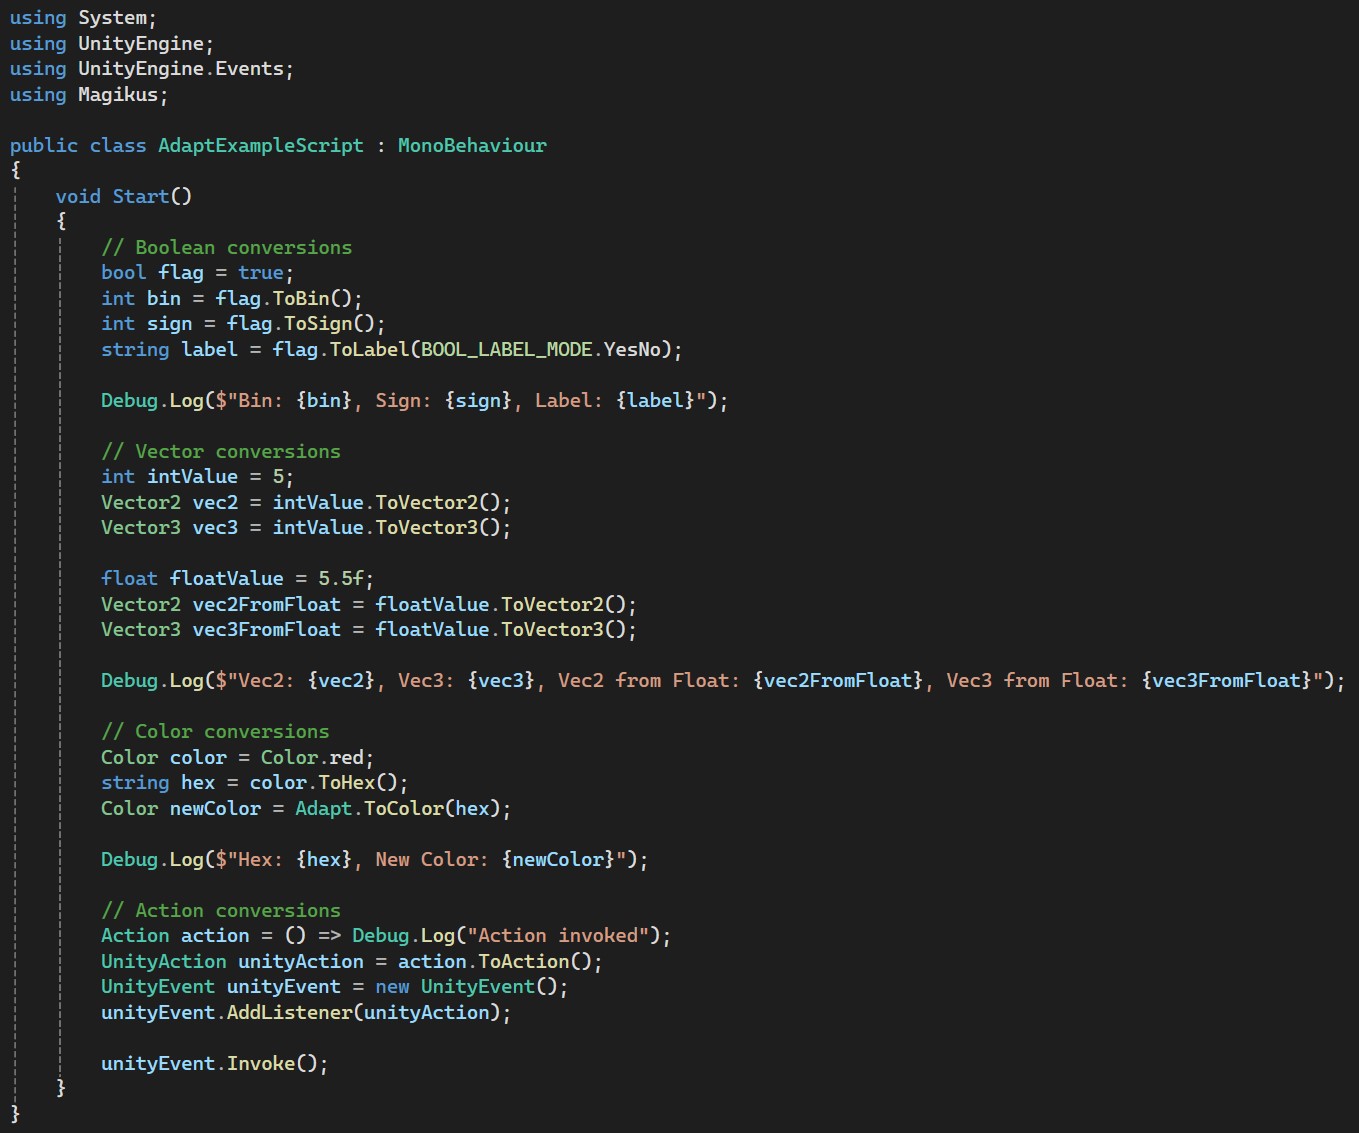 using System;
using UnityEngine;
using UnityEngine.Events;
using Magikus;

public class AdaptExampleScript : MonoBehaviour
{
    void Start()
    {
        // Boolean conversions
        bool flag = true;
        int bin = flag.ToBin();
        int sign = flag.ToSign();
        string label = flag.ToLabel(BOOL_LABEL_MODE.YesNo);

        Debug.Log($"Bin: {bin}, Sign: {sign}, Label: {label}");

        // Vector conversions
        int intValue = 5;
        Vector2 vec2 = intValue.ToVector2();
        Vector3 vec3 = intValue.ToVector3();

        float floatValue = 5.5f;
        Vector2 vec2FromFloat = floatValue.ToVector2();
        Vector3 vec3FromFloat = floatValue.ToVector3();

        Debug.Log($"Vec2: {vec2}, Vec3: {vec3}, Vec2 from Float: {vec2FromFloat}, Vec3 from Float: {vec3FromFloat}");

        // Color conversions
        Color color = Color.red;
        string hex = color.ToHex();
        Color newColor = Adapt.ToColor(hex);

        Debug.Log($"Hex: {hex}, New Color: {newColor}");

        // Action conversions
        Action action = () => Debug.Log("Action invoked");
        UnityAction unityAction = action.ToAction();
        UnityEvent unityEvent = new UnityEvent();
        unityEvent.AddListener(unityAction);

        unityEvent.Invoke();
    }
}